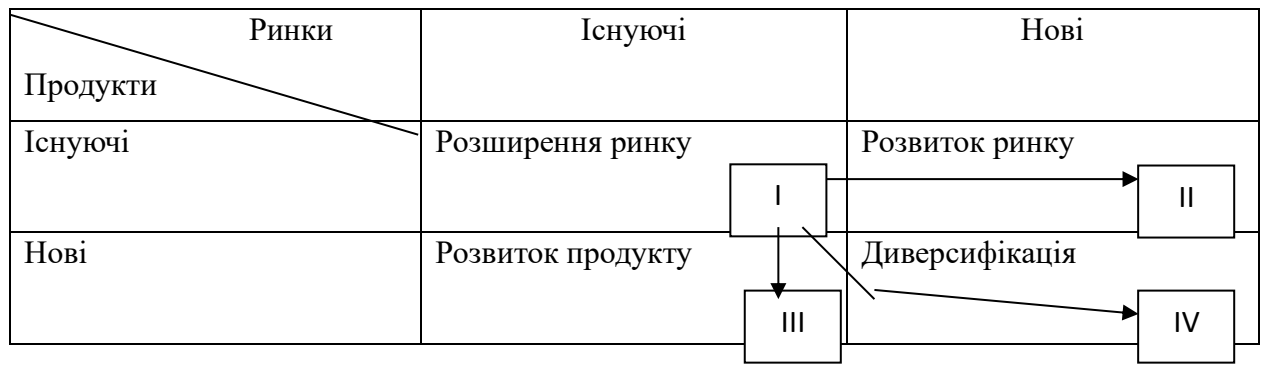 Ринки Існуючі Нові
Продукти
Існуючі Розширення ринку Розвиток ринку
I II
Нові Розвиток продукту Диверсифікація
III IV